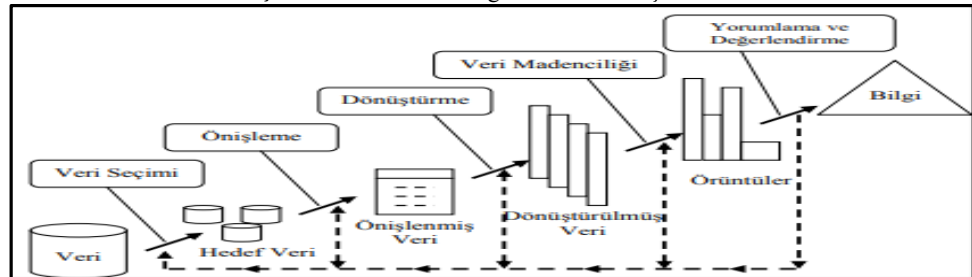 Yorumlama ve
Değerlendirme
Veri Madenciliği
Bilgi
Dönüştürme
Önişleme
Örüntüler
Veri Seçimi
Dönüştürülmüş
Veri
Önişlenmiş
Veri
Hedef Veri
Veri